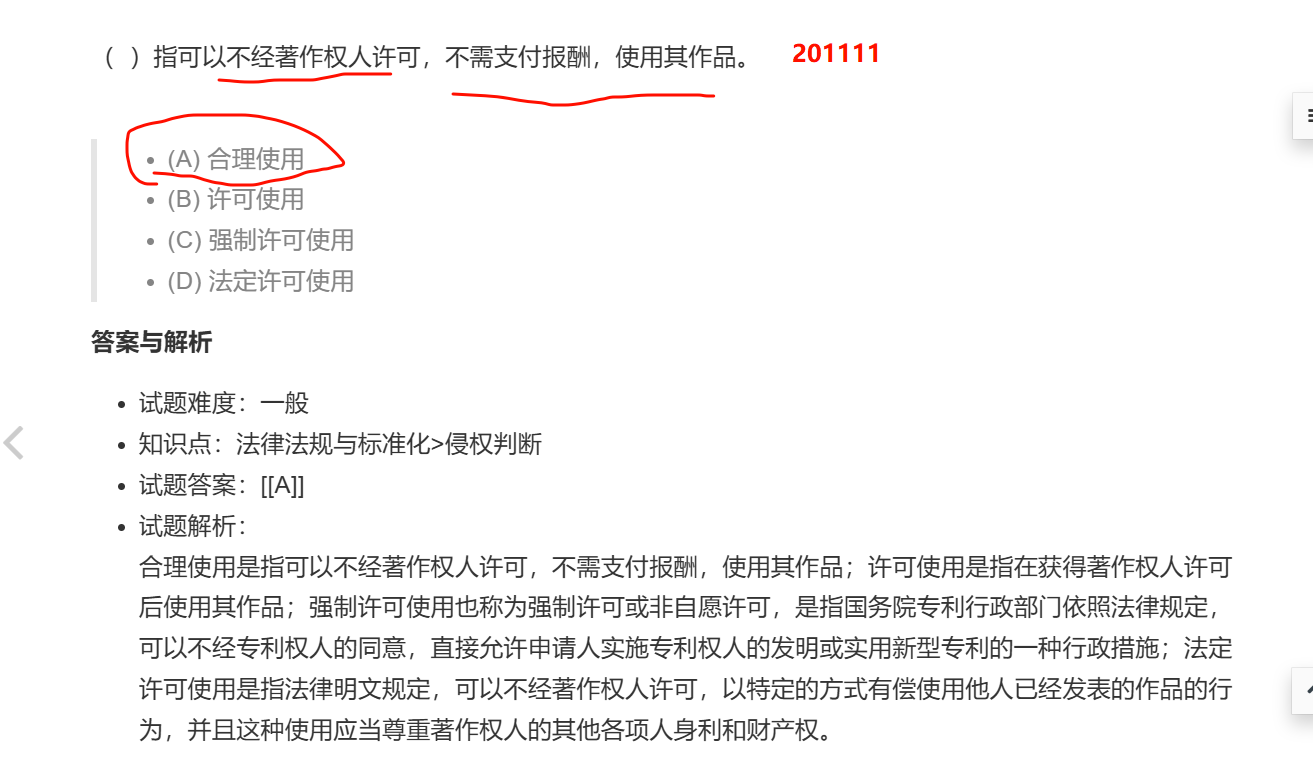 （ ）指可以不经著作权人许可，不需支付报酬，使用其作品。 201111
• (A) 合理使用
• (B) 许可使用
• (C) 强制许可使用
• (D) 法定许可使用
答案与解析
• 试题难度：一般
• 知识点：法律法规与标准化>侵权判断
• 试题答案：[[A]]
• 试题解析：
合理使用是指可以不经著作权人许可，不需支付报酬，使用其作品；许可使用是指在获得著作权人许可
后使用其作品；强制许可使用也称为强制许可或非自愿许可，是指国务院专利行政部门依照法律规定，
可以不经专利权人的同意，直接允许申请人实施专利权人的发明或实用新型专利的一种行政措施；法定
许可使用是指法律明文规定，可以不经著作权人许可，以特定的方式有偿使用他人已经发表的作品的行
为，并且这种使用应当尊重著作权人的其他各项人身利和财产权。